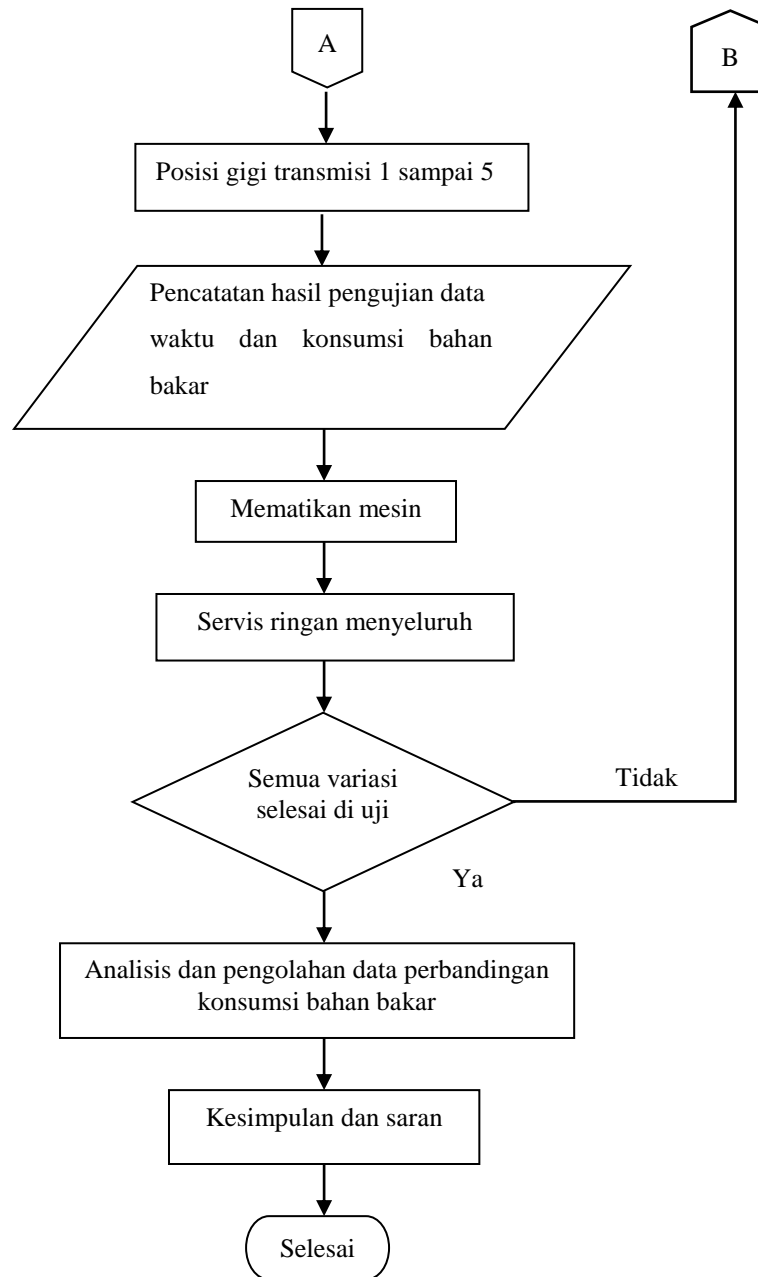 A
B
Posisi gigi transmisi 1 sampai 5
Pencatatan hasil pengujian data
waktu dan konsumsi bahan
bakar
Mematikan mesin
Servis ringan menyeluruh
Semua variasi
selesai di uji
Tidak
Ya
Analisis dan pengolahan data perbandingan
konsumsi bahan bakar
Kesimpulan dan saran
Selesai